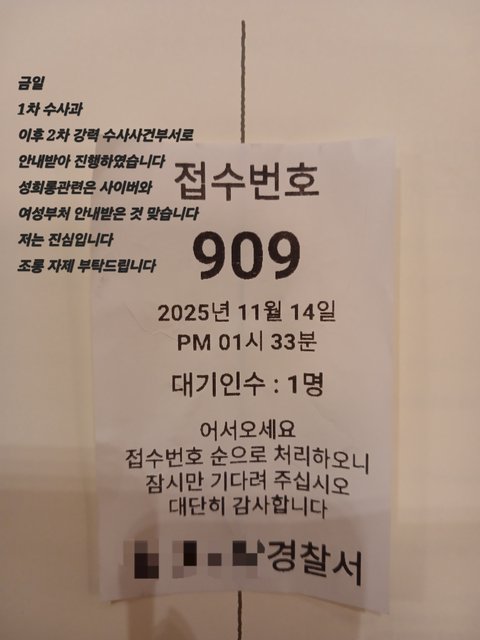 금일
1차 수사과
이후 2차 강력 수사사건부서로
안내받아 진행하였습니다
성희롱관련은 사이버와
여성부처 안내받은 것 맞습니다
저는 진심입니다
조롱 자제 부탁드립니다
접수번호
909
2025년 11월 14일
PM 01시 33분
대기인수 : 1명
어서오세요
접수번호 순으로 처리하오니
잠시만 기다려 주십시오
대단히 감사합니다
경찰서